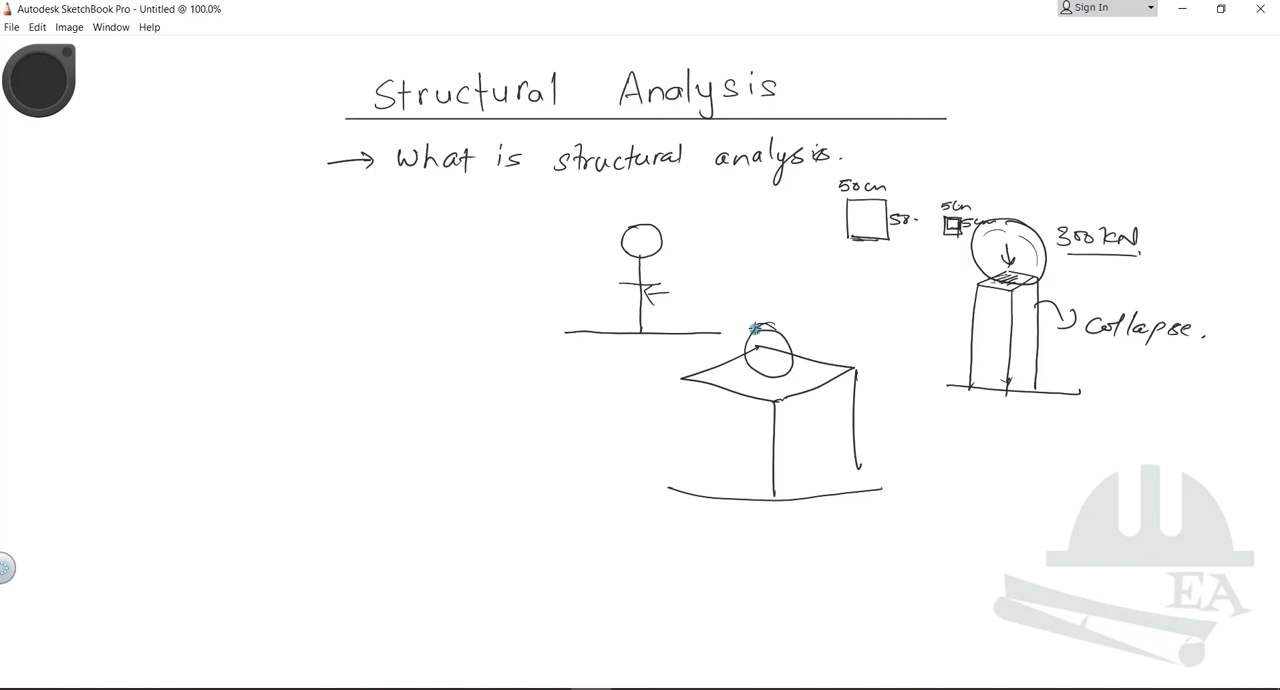 Autodesk SketchBook Pro - Untitled @ 100.0%
Sign In
File Edit Image Window Help
Structural Analysis
→ What is structural analysis.
50cm
50.
5cm
5cm
300 kN
Collapse.
EA